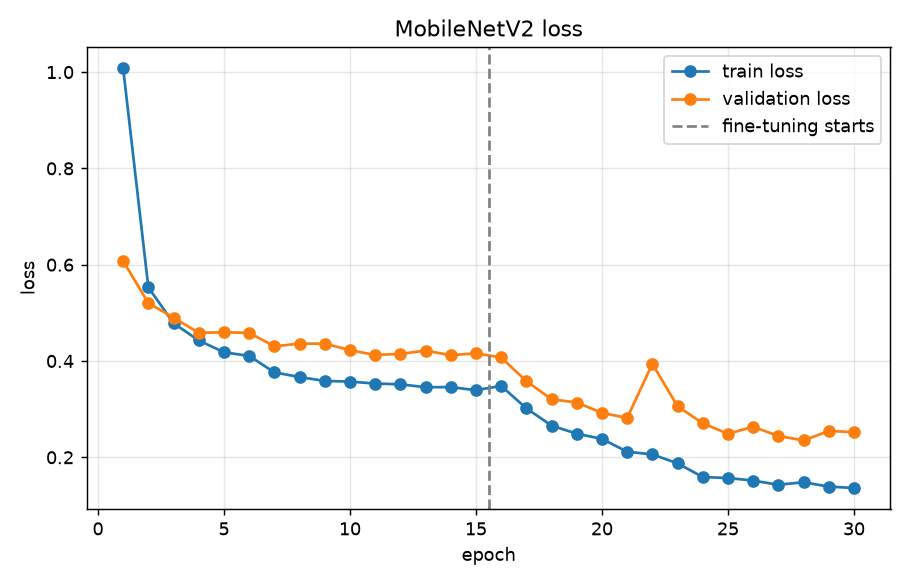 MobileNetV2 loss
train loss
validation loss
fine-tuning starts
loss
1.0
0.8
0.6
0.4
0.2
0 5 10 15 20 25 30
epoch